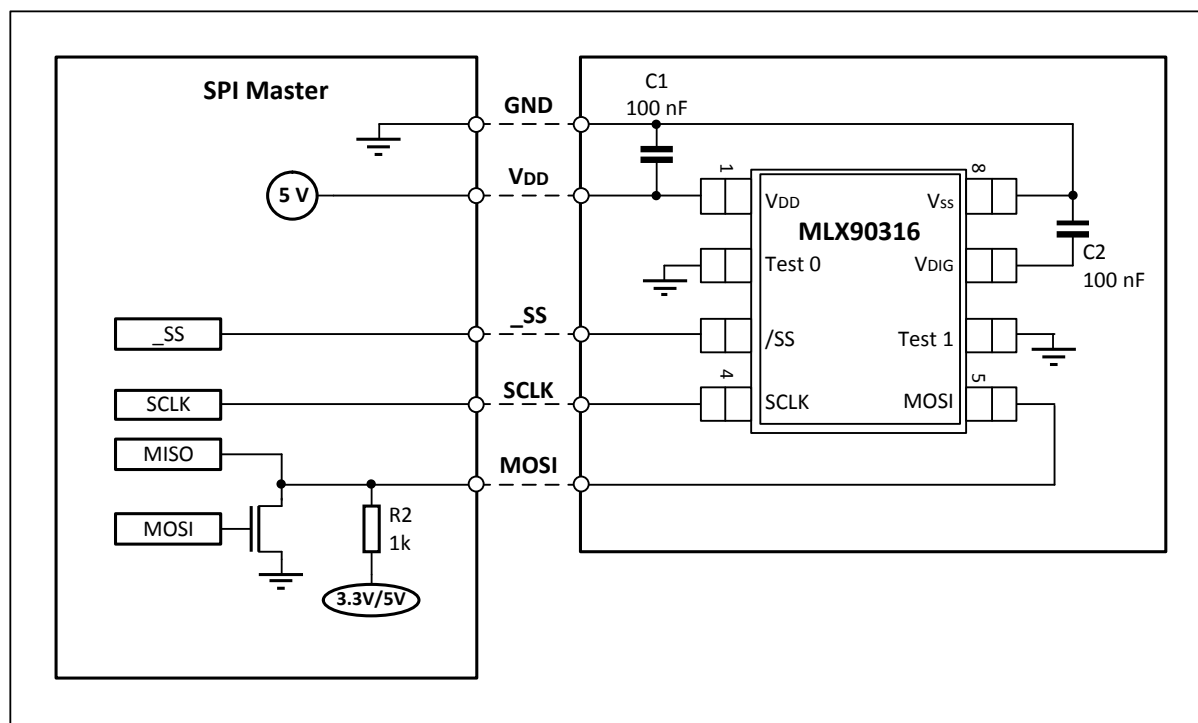 SPI Master
GND
C1
100 nF
5 V
VDD
1
8
VDD
Vss
MLX90316
Test 0
VDIG
C2
100 nF
_SS
_SS
/SS
Test 1
SCLK
SCLK
4
5
SCLK
MOSI
MISO
MOSI
MOSI
R2
1k
3.3V/5V